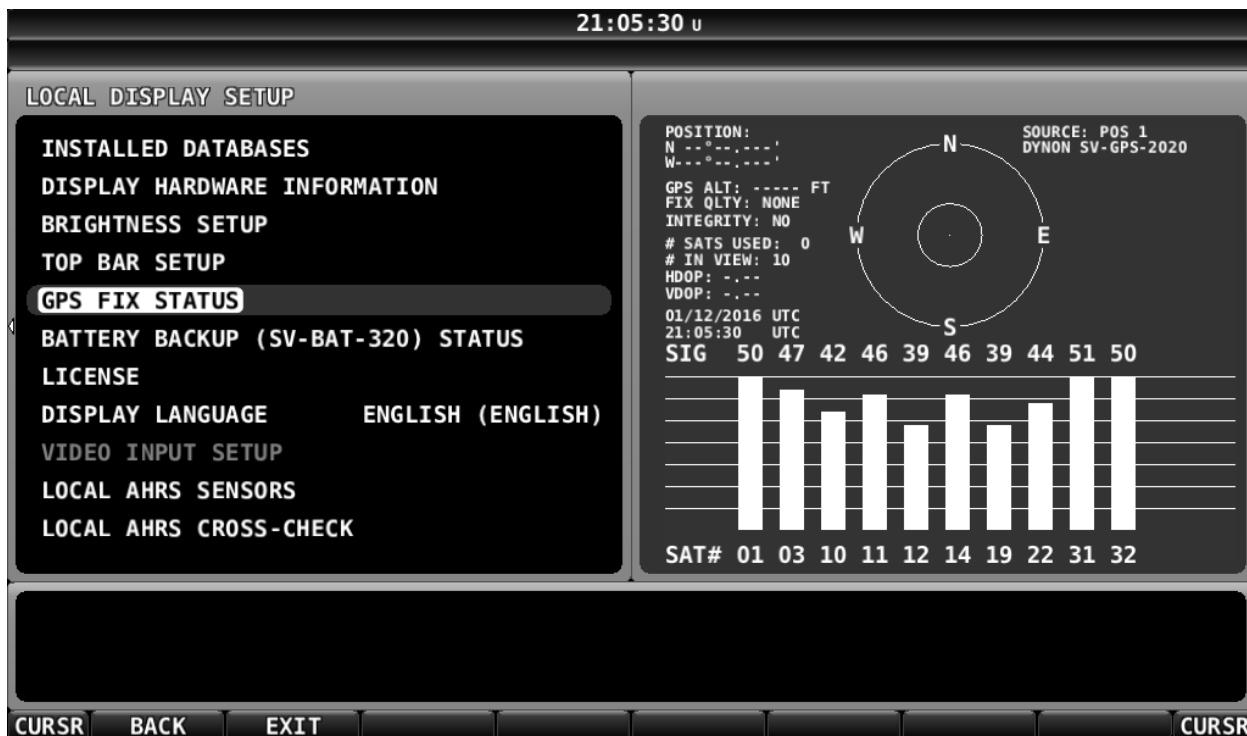 21:05:30 U
LOCAL DISPLAY SETUP
INSTALLED DATABASES
DISPLAY HARDWARE INFORMATION
BRIGHTNESS SETUP
TOP BAR SETUP
GPS FIX STATUS
BATTERY BACKUP (SV-BAT-320) STATUS
LICENSE
DISPLAY LANGUAGE ENGLISH (ENGLISH)
VIDEO INPUT SETUP
LOCAL AHRS SENSORS
LOCAL AHRS CROSS-CHECK
POSITION:
N --°--.---'
W---°--.---'
GPS ALT: ----- FT
FIX QLTY: NONE
INTEGRITY: NO
# SATS USED: 0
# IN VIEW: 10
HDOP: -.--
VDOP: -.--
01/12/2016 UTC
21:05:30 UTC
N
W E
S
SOURCE: POS 1
DYNON SV-GPS-2020
SIG 50 47 42 46 39 46 39 44 51 50
SAT# 01 03 10 11 12 14 19 22 31 32
CURSR BACK EXIT CURSR